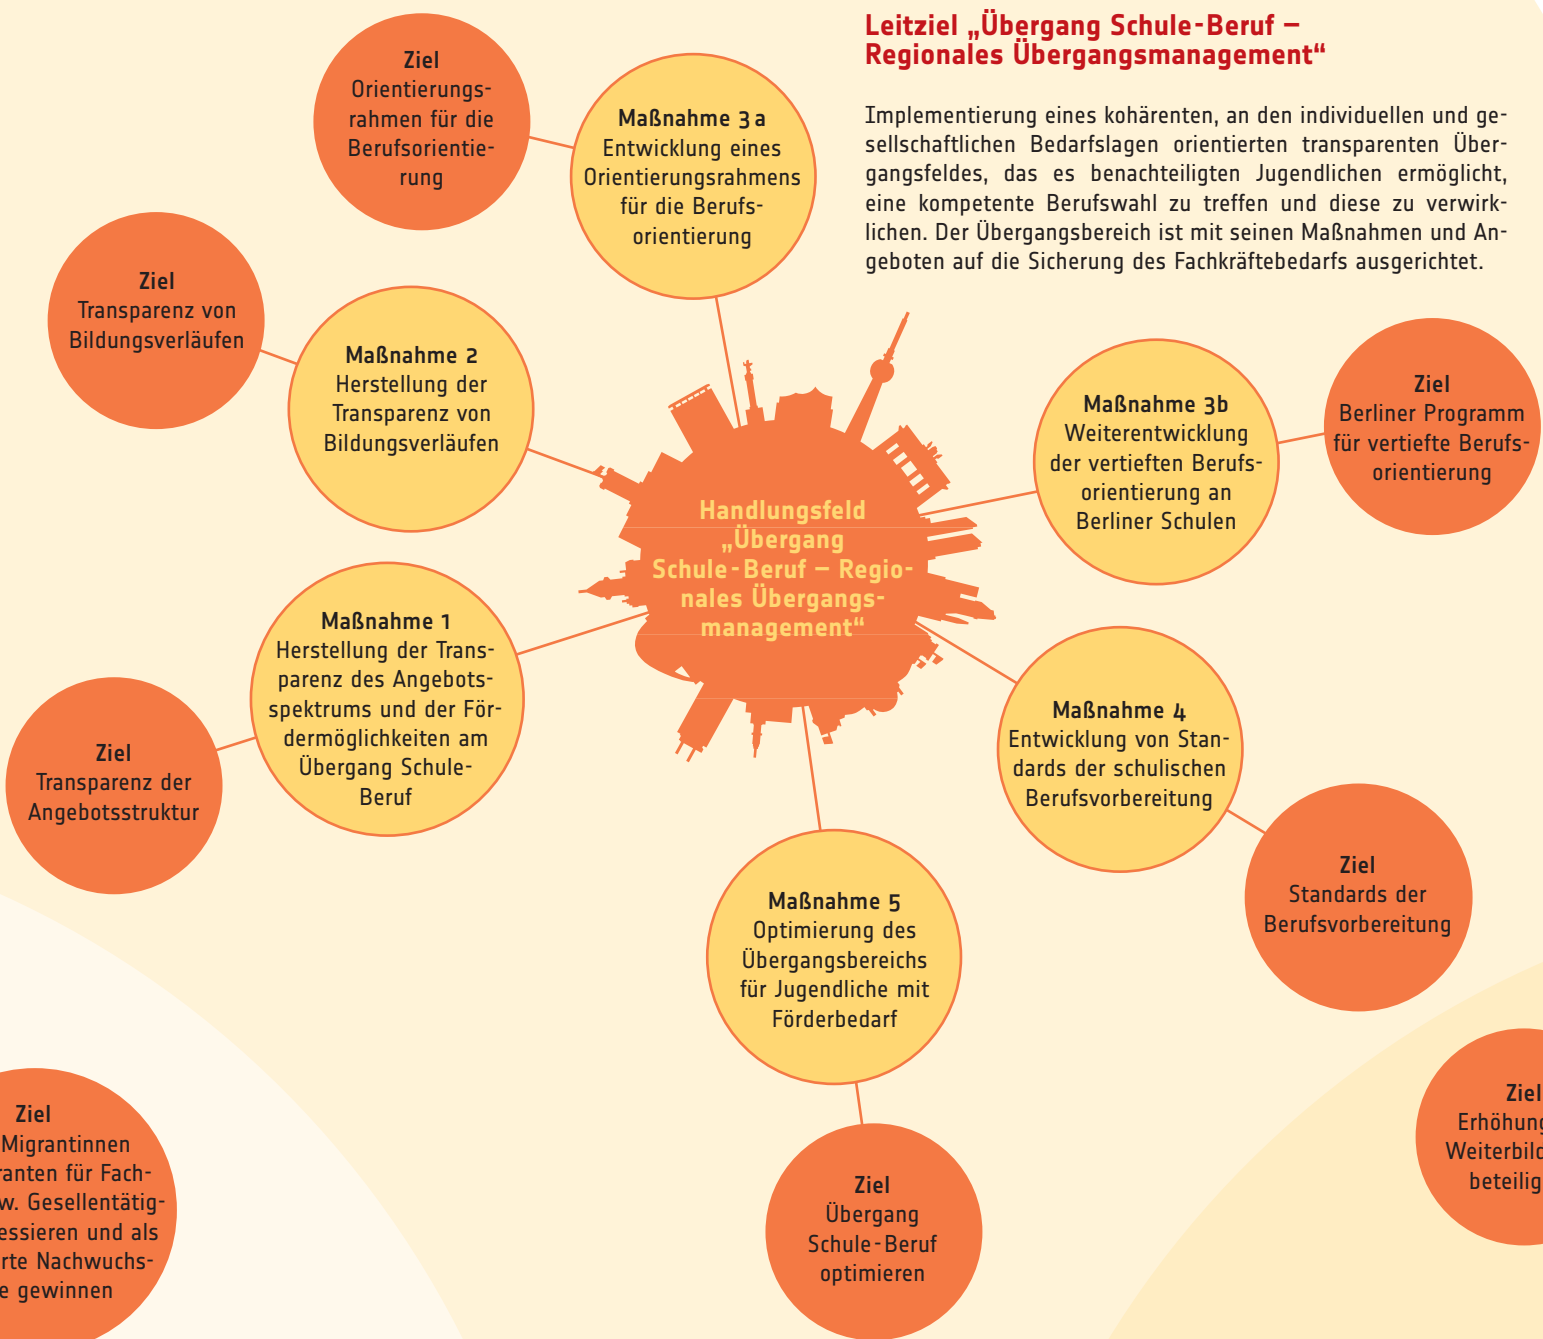 Leitziel „Übergang Schule-Beruf –
Regionales Übergangsmanagement“
Implementierung eines kohärenten, an den individuellen und ge-
sellschaftlichen Bedarfslagen orientierten transparenten Über-
gangsfeldes, das es benachteiligten Jugendlichen ermöglicht,
eine kompetente Berufswahl zu treffen und diese zu verwirk-
lichen. Der Übergangsbereich ist mit seinen Maßnahmen und An-
geboten auf die Sicherung des Fachkräftebedarfs ausgerichtet.
Ziel
Orientierungs-
rahmen für die
Berufsorientie-
rung
Maßnahme 3a
Entwicklung eines
Orientierungsrahmens
für die Berufs-
orientierung
Ziel
Transparenz von
Bildungsverläufen
Maßnahme 2
Herstellung der
Transparenz von
Bildungsverläufen
Maßnahme 3b
Weiterentwicklung
der vertieften Berufs-
orientierung an
Berliner Schulen
Ziel
Berliner Programm
für vertiefte Berufs-
orientierung
Handlungsfeld
„Übergang
Schule-Beruf – Regio-
nales Übergangs-
management“
Maßnahme 1
Herstellung der Trans-
parenz des Angebots-
spektrums und der För-
dermöglichkeiten am
Übergang Schule-
Beruf
Ziel
Transparenz der
Angebotsstruktur
Maßnahme 4
Entwicklung von Stan-
dards der schulischen
Berufsvorbereitung
Ziel
Standards der
Berufsvorbereitung
Maßnahme 5
Optimierung des
Übergangsbereichs
für Jugendliche mit
Förderbedarf
Ziel
Übergang
Schule-Beruf
optimieren
Ziel
Migrantinnen
für Fach-
Gesellentätig-
und als
Nachwuchs-
gewinnen
Ziel